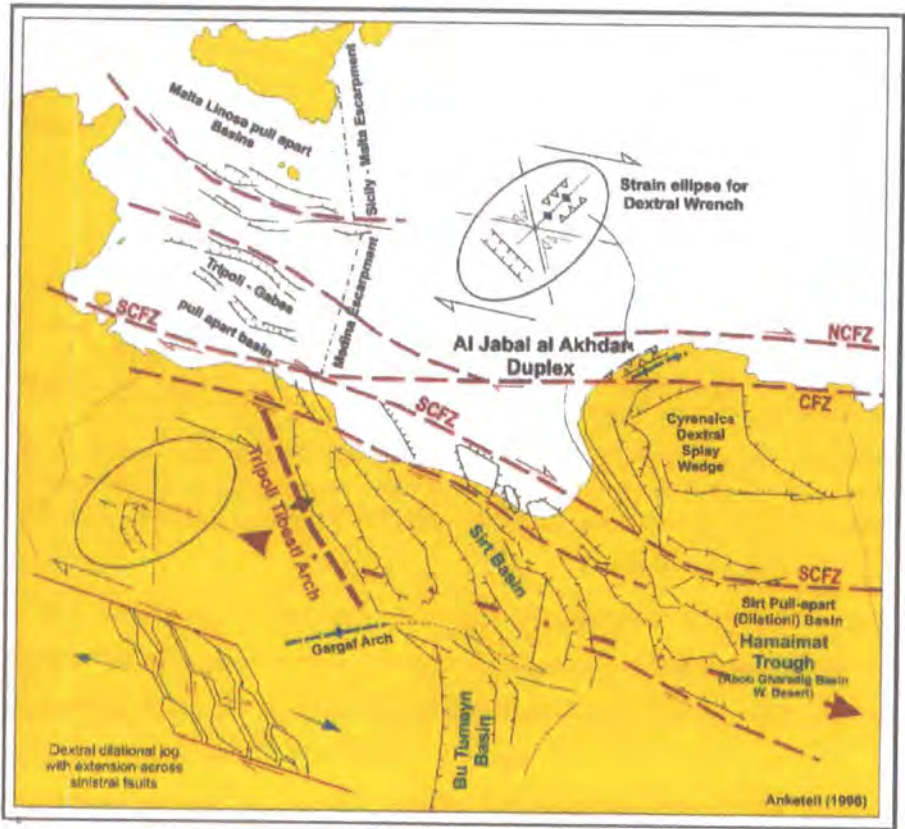 Malta Linosa pull apart
Basins
Sicily - Malta Escarpment
Strain ellipse for
Dextral Wrench
Tripoli - Gabes
pull apart basin
Medina Escarpment
SCFZ
Al Jabal al Akhdar
Duplex
NCFZ
CFZ
SCFZ
Cyrenaica
Dextral
Splay
Wedge
Tripoli Tibesti Arch
Sirt Basin
SCFZ
Sirt Pull-apart
(Dilationl) Basin
Hamaimat
Trough
(Abou Gharadig Basin
W. Desert)
Gargaf Arch
Bu Tumayn
Basin
Dextral dilational jog
with extension across
sinistral faults
Anketell (1996)